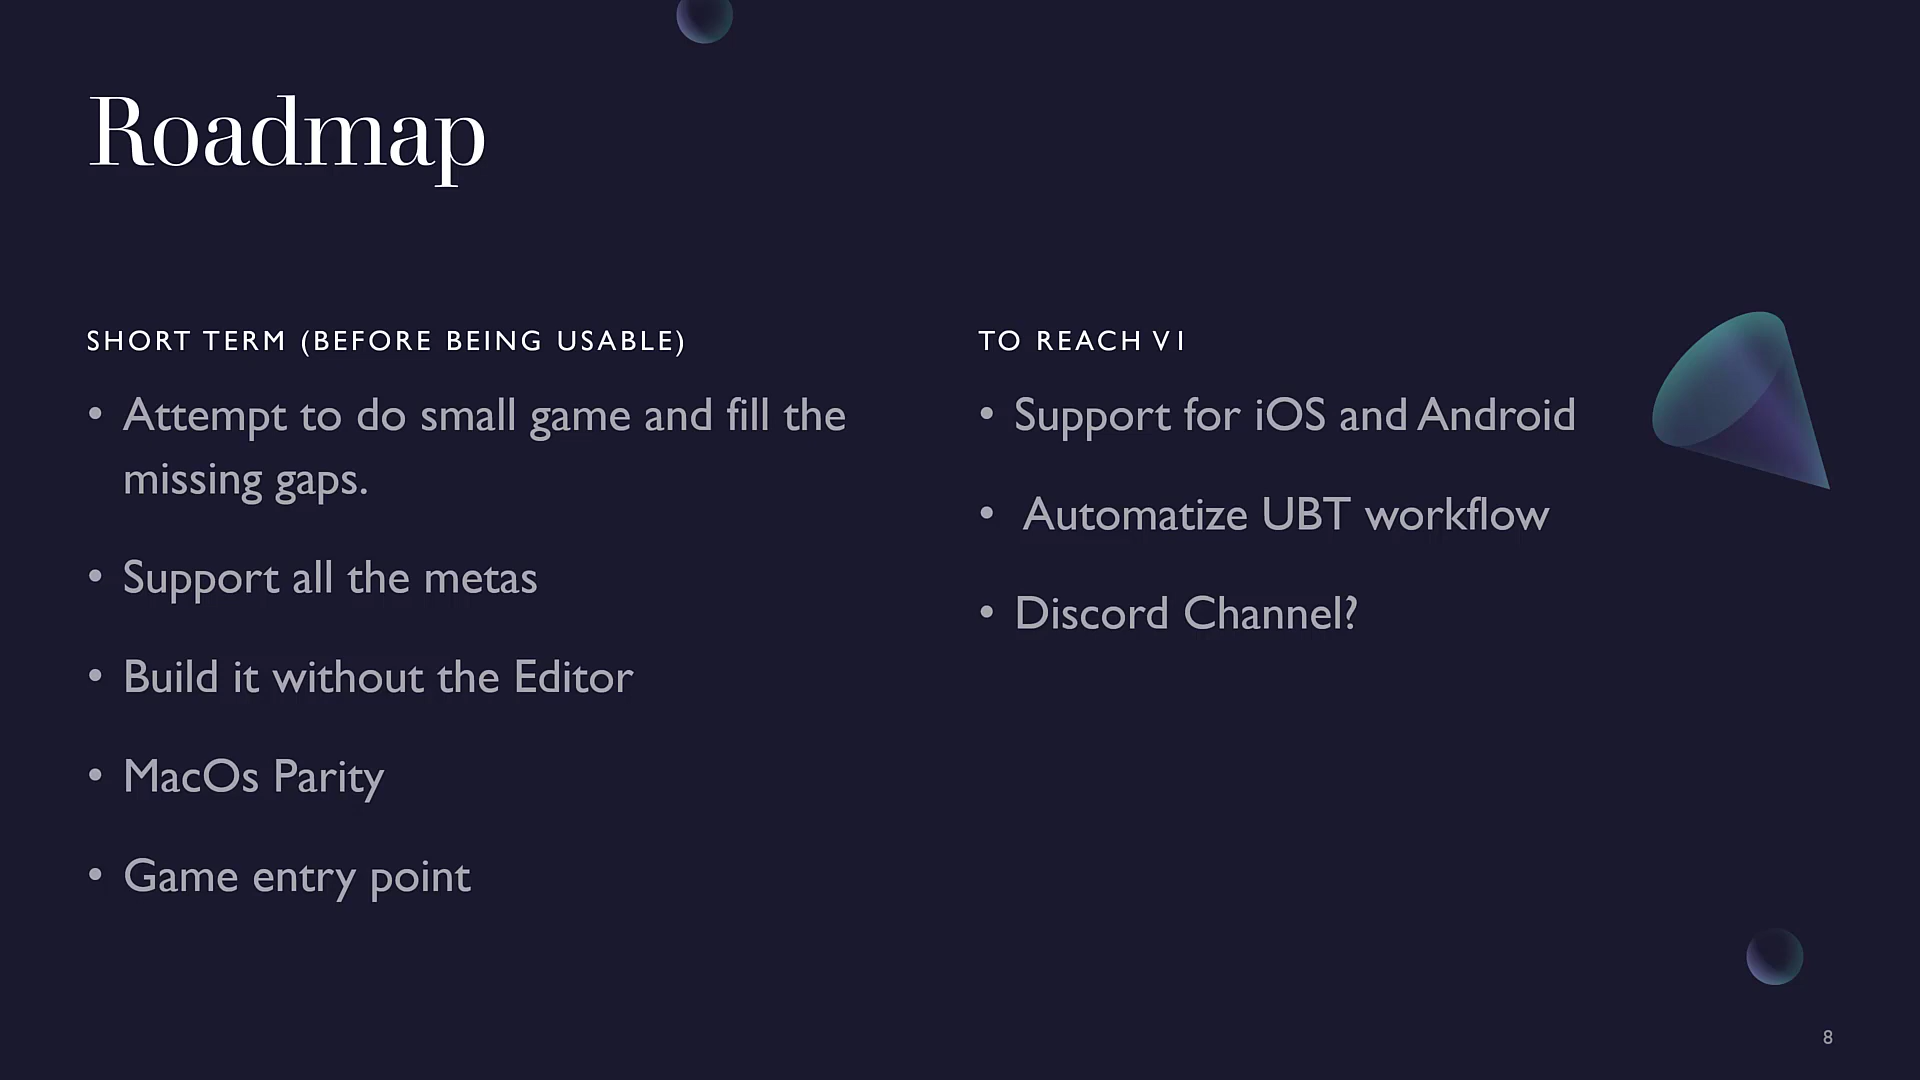 Roadmap
SHORT TERM (BEFORE BEING USABLE)
• Attempt to do small game and fill the
missing gaps.
• Support all the metas
• Build it without the Editor
• MacOs Parity
• Game entry point
TO REACH V1
• Support for iOS and Android
• Automatize UBT workflow
• Discord Channel?
8